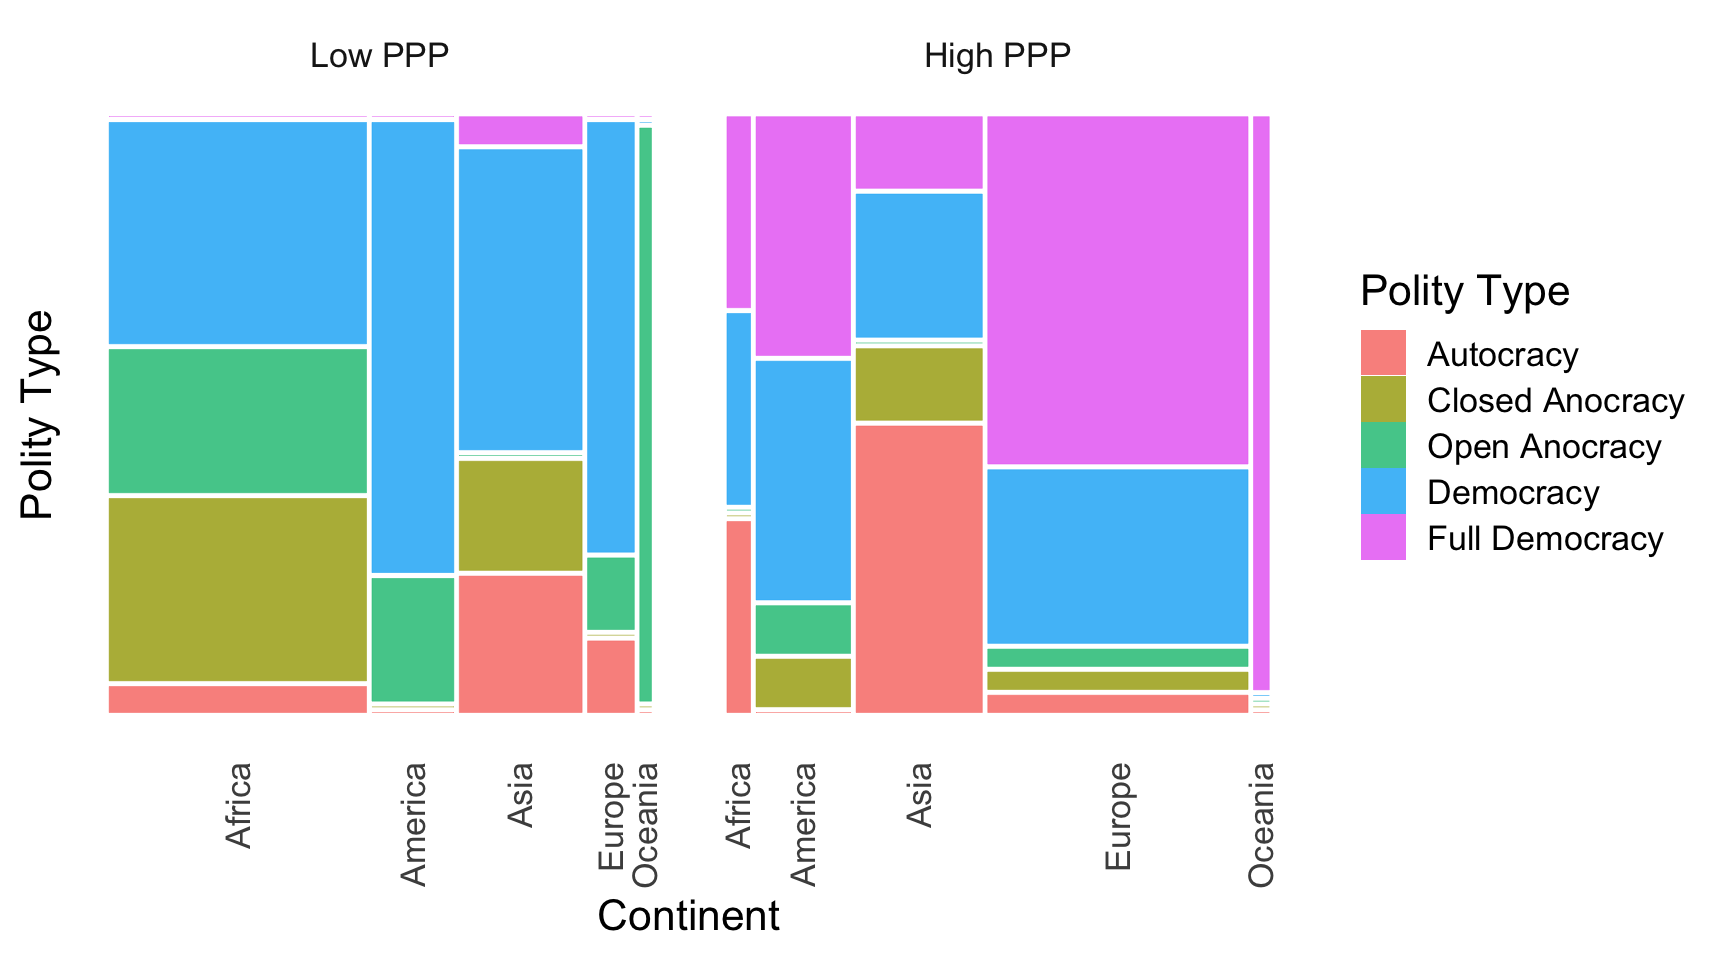 Low PPP
High PPP
Polity Type
Polity Type
Autocracy
Closed Anocracy
Open Anocracy
Democracy
Full Democracy
Africa
America
Asia
Europe
Oceania
Africa
America
Asia
Europe
Oceania
Continent